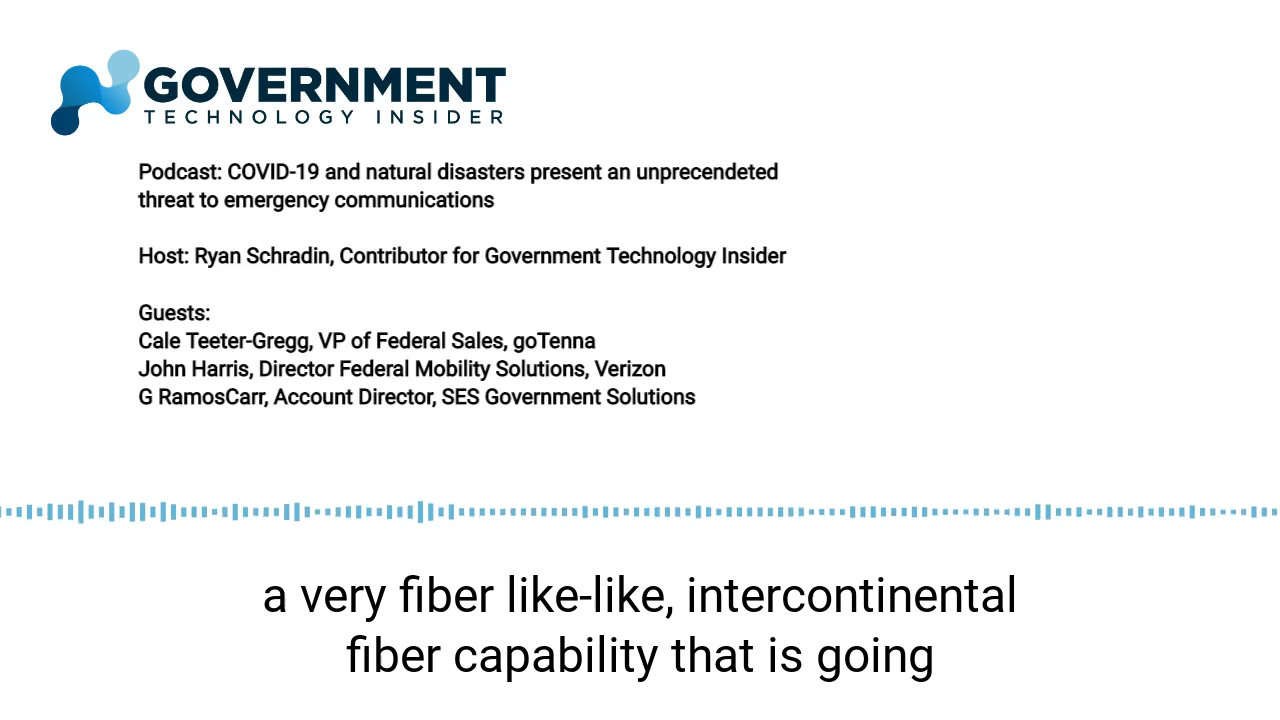 GOVERNMENT
TECHNOLOGY INSIDER
Podcast: COVID-19 and natural disasters present an unprecendeted
threat to emergency communications
Host: Ryan Schradin, Contributor for Government Technology Insider
Guests:
Cale Teeter-Gregg, VP of Federal Sales, goTenna
John Harris, Director Federal Mobility Solutions, Verizon
G RamosCarr, Account Director, SES Government Solutions
a very fiber like-like, intercontinental
fiber capability that is going